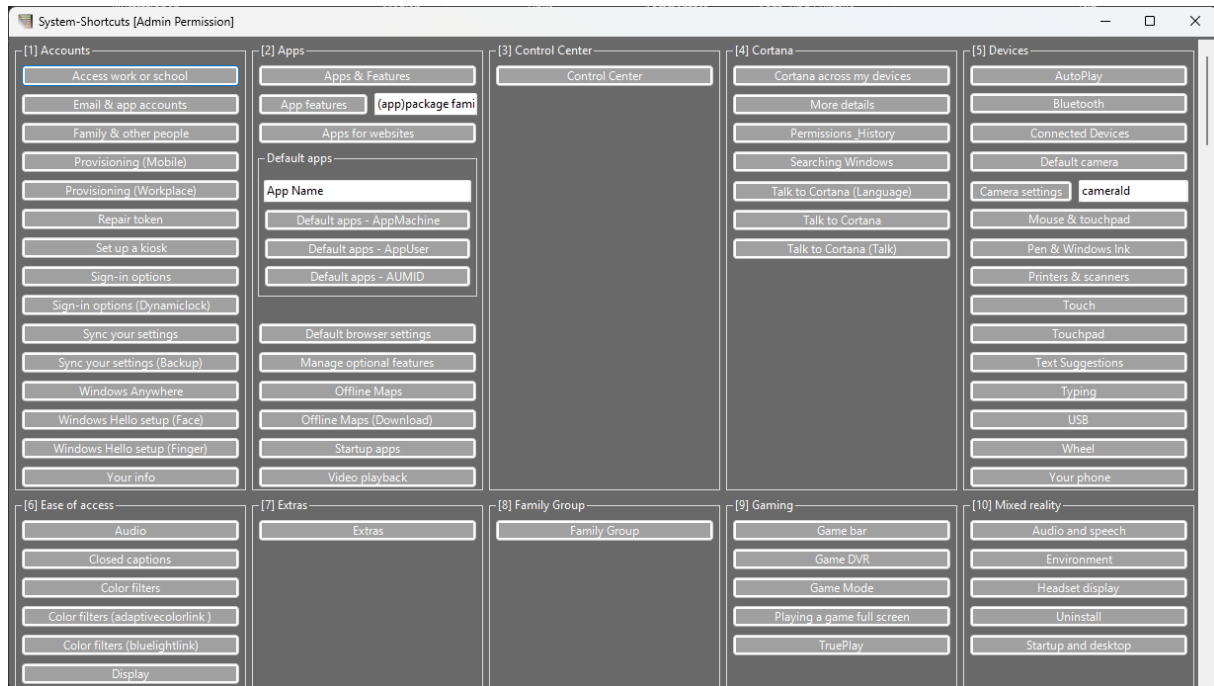 System-Shortcuts [Admin Permission]
[1] Accounts
Access work or school
Email & app accounts
Family & other people
Provisioning (Mobile)
Provisioning (Workplace)
Repair token
Set up a kiosk
Sign-in options
Sign-in options (Dynamiclock)
Sync your settings
Sync your settings (Backup)
Windows Anywhere
Windows Hello setup (Face)
Windows Hello setup (Finger)
Your info
[2] Apps
Apps & Features
App features
(app)package fami
Apps for websites
Default apps
App Name
Default apps - AppMachine
Default apps - AppUser
Default apps - AUMID
Default browser settings
Manage optional features
Offline Maps
Offline Maps (Download)
Startup apps
Video playback
[3] Control Center
Control Center
[4] Cortana
Cortana across my devices
More details
Permissions _History
Searching Windows
Talk to Cortana (Language)
Talk to Cortana
Talk to Cortana (Talk)
[5] Devices
AutoPlay
Bluetooth
Connected Devices
Default camera
Camera settings
cameraId
Mouse & touchpad
Pen & Windows Ink
Printers & scanners
Touch
Touchpad
Text Suggestions
Typing
USB
Wheel
Your phone
[6] Ease of access
Audio
Closed captions
Color filters
Color filters (adaptivecolorlink )
Color filters (bluelightlink)
Display
[7] Extras
Extras
[8] Family Group
Family Group
[9] Gaming
Game bar
Game DVR
Game Mode
Playing a game full screen
TruePlay
[10] Mixed reality
Audio and speech
Environment
Headset display
Uninstall
Startup and desktop